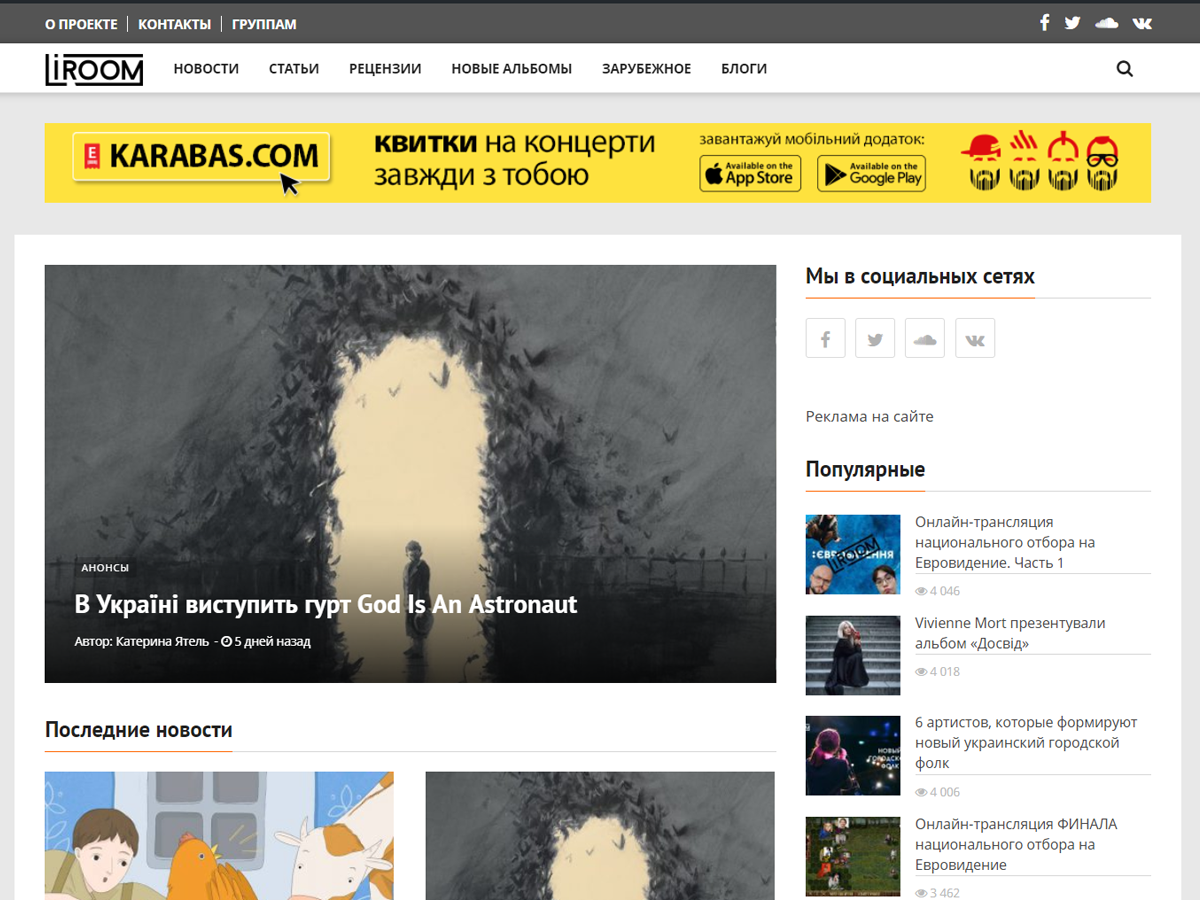 О ПРОЕКТЕ
КОНТАКТЫ
ГРУППАМ
LiROOM
НОВОСТИ
СТАТЬИ
РЕЦЕНЗИИ
НОВЫЕ АЛЬБОМЫ
ЗАРУБЕЖНОЕ
БЛОГИ
E KARABAS.COM
квитки на концерти
завжди з тобою
завантажуй мобільний додаток:
Available on the
App Store
Available on the
Google Play
АНОНСЫ
В Україні виступить гурт God Is An Astronaut
Автор: Катерина Ятель - 5 дней назад
Последние новости
Мы в социальных сетях
Реклама на сайте
Популярные
Онлайн-трансляция
национального отбора на
Евровидение. Часть 1
4 046
Vivienne Mort презентували
альбом «Досвід»
4 018
6 артистов, которые формируют
новый украинский городской
фолк
4 006
Онлайн-трансляция ФИНАЛА
национального отбора на
Евровидение
3 462